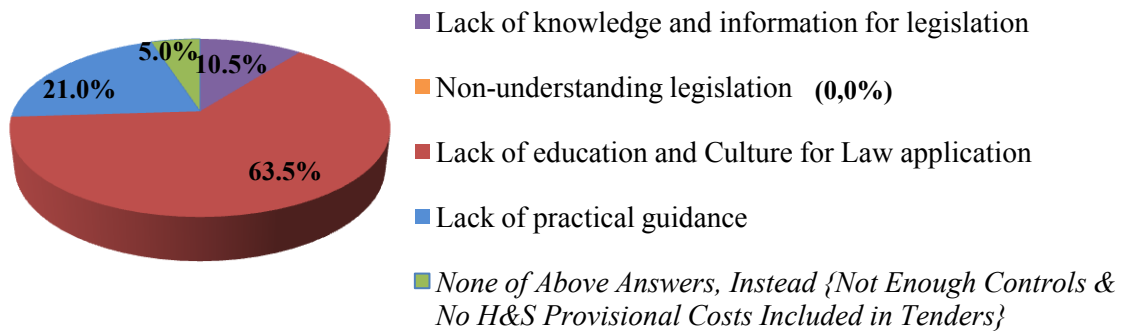 5.0%
10.5%
21.0%
63.5%
Lack of knowledge and information for legislation
Non-understanding legislation (0,0%)
Lack of education and Culture for Law application
Lack of practical guidance
None of Above Answers, Instead {Not Enough Controls &
No H&S Provisional Costs Included in Tenders}